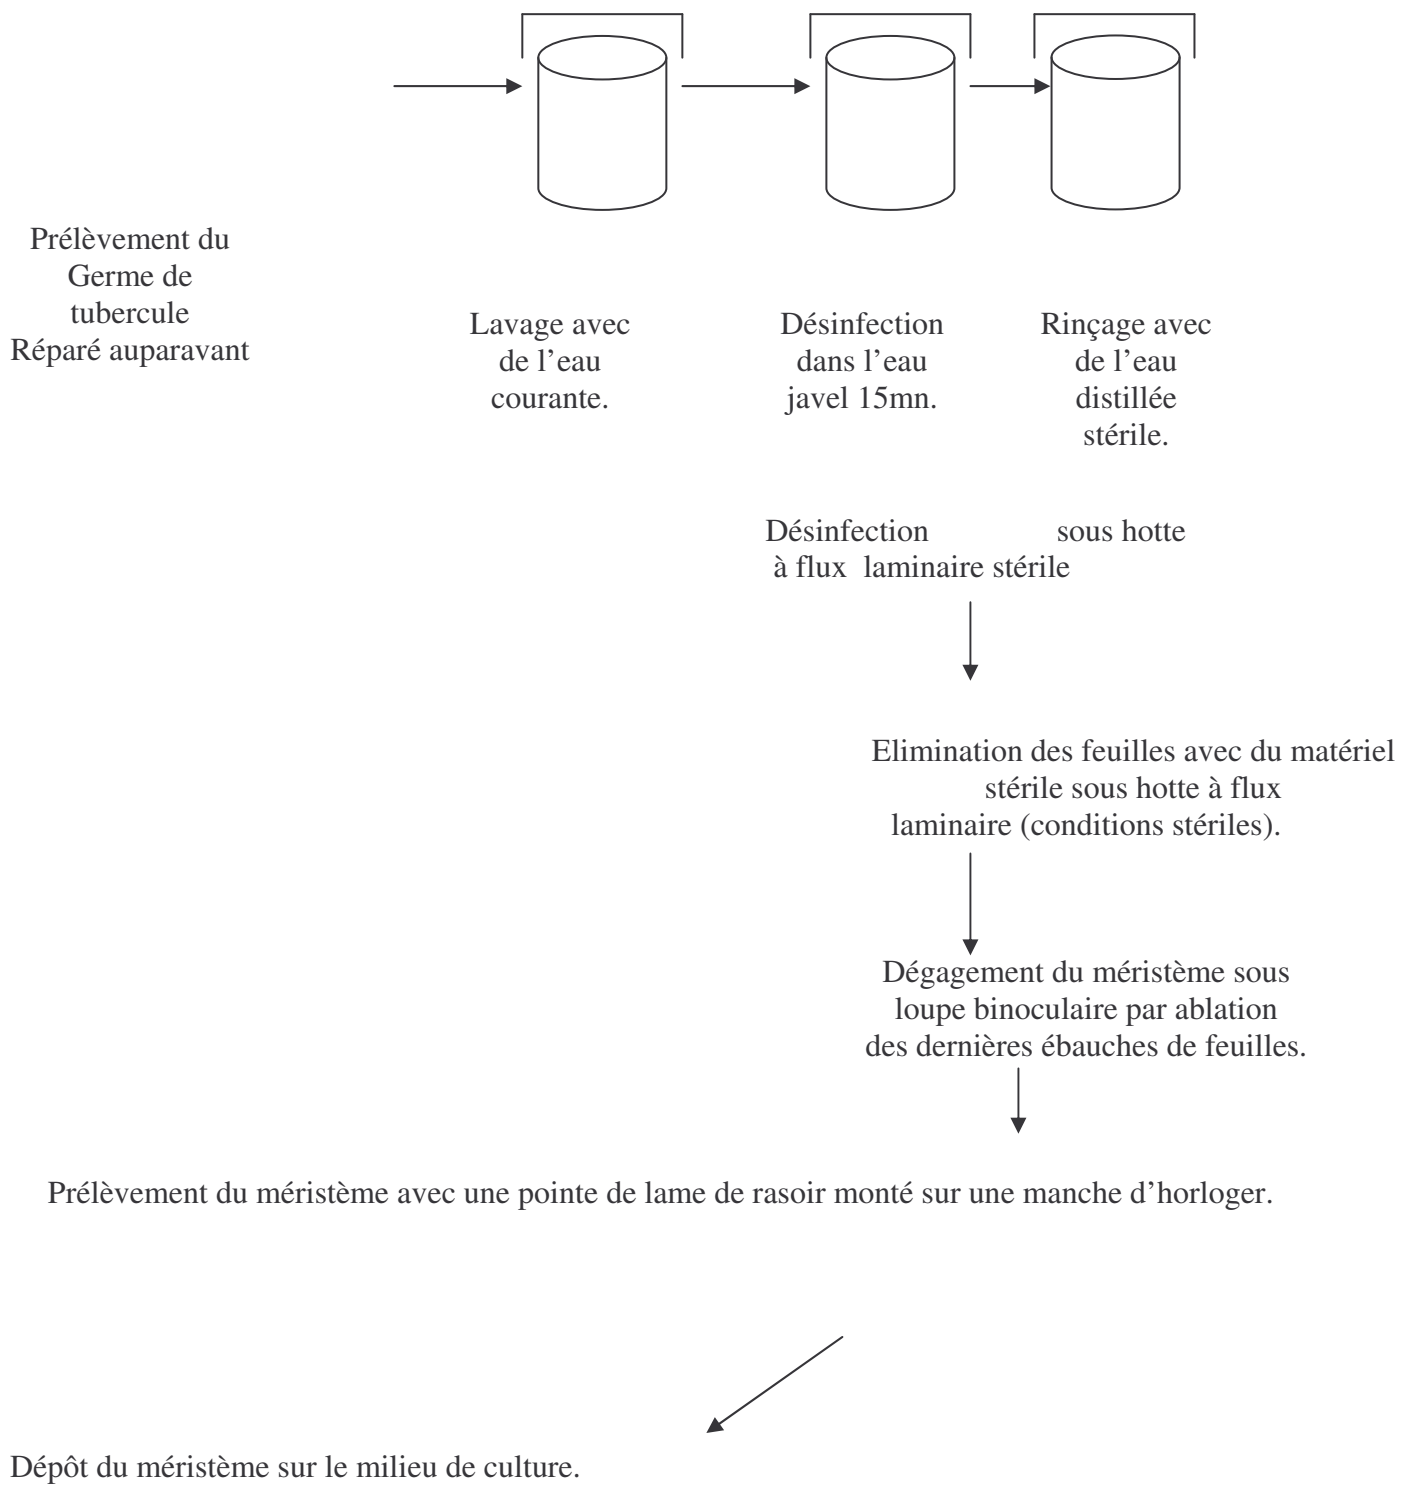 Prélèvement du
Germe de
tubercule
Réparé auparavant
Lavage avec
de l'eau
courante.
Désinfection
dans l'eau
javel 15mn.
Rinçage avec
de l'eau
distillée
stérile.
Désinfection sous hotte
à flux laminaire stérile
Elimination des feuilles avec du matériel
stérile sous hotte à flux
laminaire (conditions stériles).
Dégagement du méristème sous
loupe binoculaire par ablation
des dernières ébauches de feuilles.
Prélèvement du méristème avec une pointe de lame de rasoir monté sur une manche d'horloger.
Dépôt du méristème sur le milieu de culture.